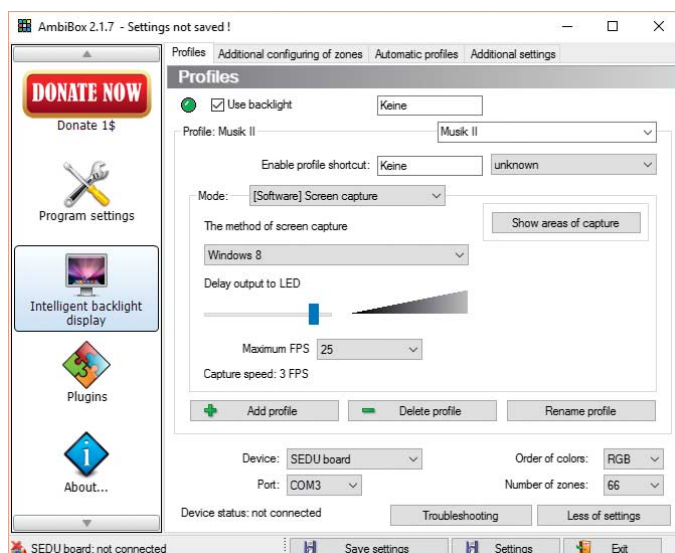 AmbiBox 2.1.7 - Settings not saved !
DONATE NOW
Donate 1$
Program settings
Intelligent backlight
display
Plugins
About...
Profiles Additional configuring of zones Automatic profiles Additional settings
Profiles
Use backlight Keine
Profile: Musik II Musik II
Enable profile shortcut: Keine unknown
Mode: [Software] Screen capture
The method of screen capture Show areas of capture
Windows 8
Delay output to LED
Maximum FPS 25
Capture speed: 3 FPS
Add profile Delete profile Rename profile
Device: SEDU board Order of colors: RGB
Port: COM3 Number of zones: 66
Device status: not connected Troubleshooting Less of settings
SEDU board: not connected Save settings Settings Exit